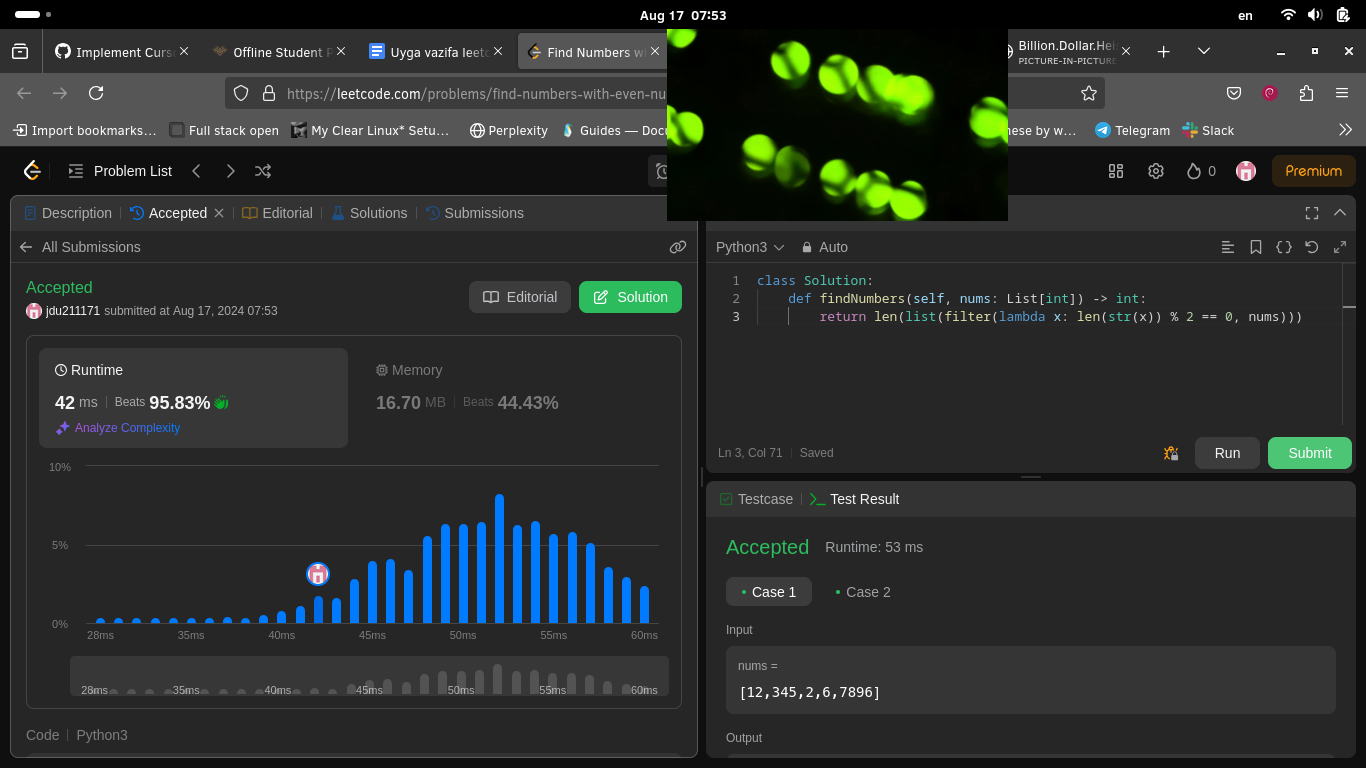 Aug 17 07:53
en
Implement Curs
Offline Student P
Uyga vazifa leetc
Find Numbers w
Billion.Dollar.Hei
PICTURE-IN-PICTURE
https://leetcode.com/problems/find-numbers-with-even-nu
Import bookmarks...
Full stack open
My Clear Linux* Setu...
Perplexity
Guides — Docu
nese by w...
Telegram
Slack
Problem List
0
Premium
Description
Accepted
Editorial
Solutions
Submissions
All Submissions
Accepted
jdu211171 submitted at Aug 17, 2024 07:53
Editorial
Solution
Runtime
42 ms
Beats 95.83%
Analyze Complexity
Memory
16.70 MB
Beats 44.43%
10%
5%
0%
28ms
35ms
40ms
45ms
50ms
55ms
60ms
28ms
35ms
40ms
45ms
50ms
55ms
60ms
Code
Python3
Python3
Auto
1 class Solution:
2 def findNumbers(self, nums: List[int]) -> int:
3 return len(list(filter(lambda x: len(str(x)) % 2 == 0, nums)))
Ln 3, Col 71
Saved
Run
Submit
Testcase
Test Result
Accepted
Runtime: 53 ms
Case 1
Case 2
Input
nums =
[12,345,2,6,7896]
Output